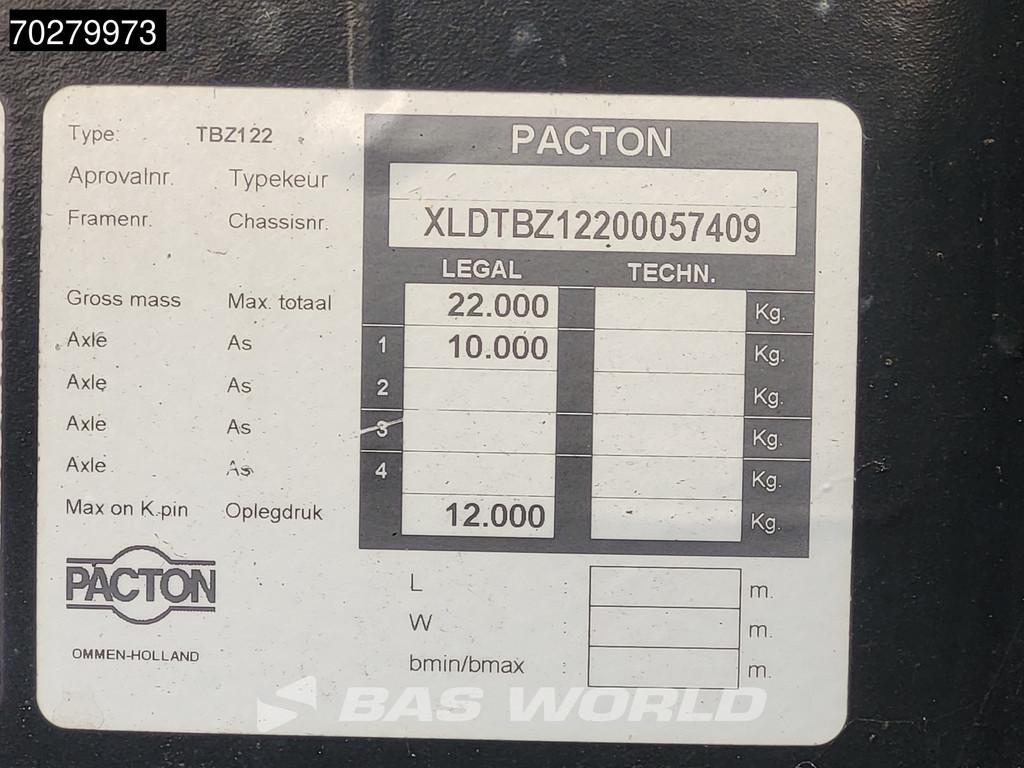 70279973
Type: TBZ122
PACTON
Aprovalnr. Typekeur
Framenr. Chassisnr. XLDTBZ12200057409
LEGAL TECHN.
Gross mass Max. totaal 22.000 Kg.
Axle As 1 10.000 Kg.
Axle As 2 Kg.
Axle As 3 Kg.
Axle As 4 Kg.
Max on K.pin Oplegdruk 12.000 Kg.
PACTON
OMMEN-HOLLAND
L : m.
W : m.
bmin/bmax : m.
BAS WORLD